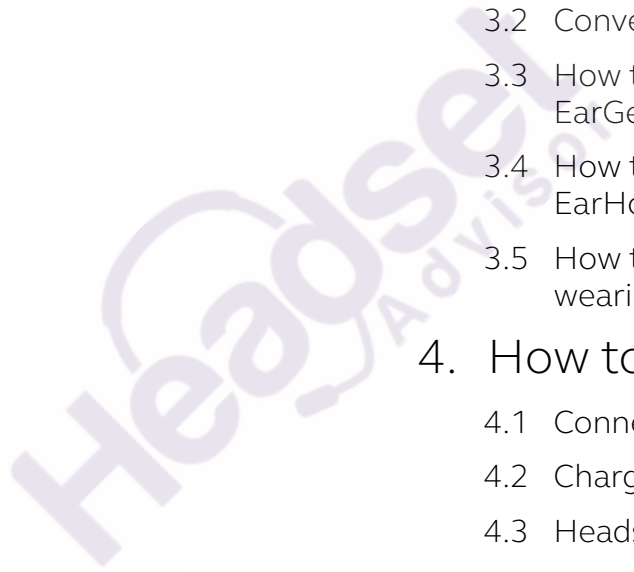 3.2 Conve
3.3 How t
EarGe
3.4 How t
EarHo
3.5 How t
weari
4. How to
4.1 Conne
4.2 Charg
4.3 Heads
Headset
Advisor